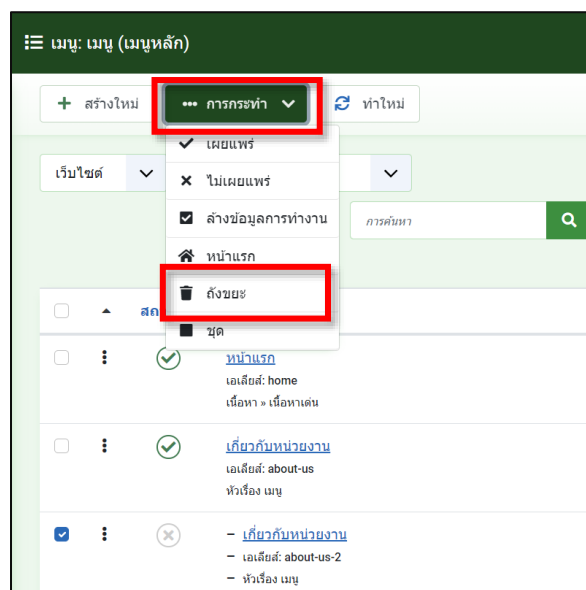 เมนู: เมนู (เมนูหลัก)
สร้างใหม่
การกระทำ
ทำใหม่
เผยแพร่
เว็บไซต์
ไม่เผยแพร่
ล้างข้อมูลการทำงาน
การค้นหา
หน้าแรก
ถังขยะ
สถ
ชุด
หน้าแรก
เอเลียส์: home
เนื้อหา » เนื้อหาเด่น
เกี่ยวกับหน่วยงาน
เอเลียส์: about-us
หัวเรื่อง เมนู
– เกี่ยวกับหน่วยงาน
– เอเลียส์: about-us-2
– หัวเรื่อง เมนู